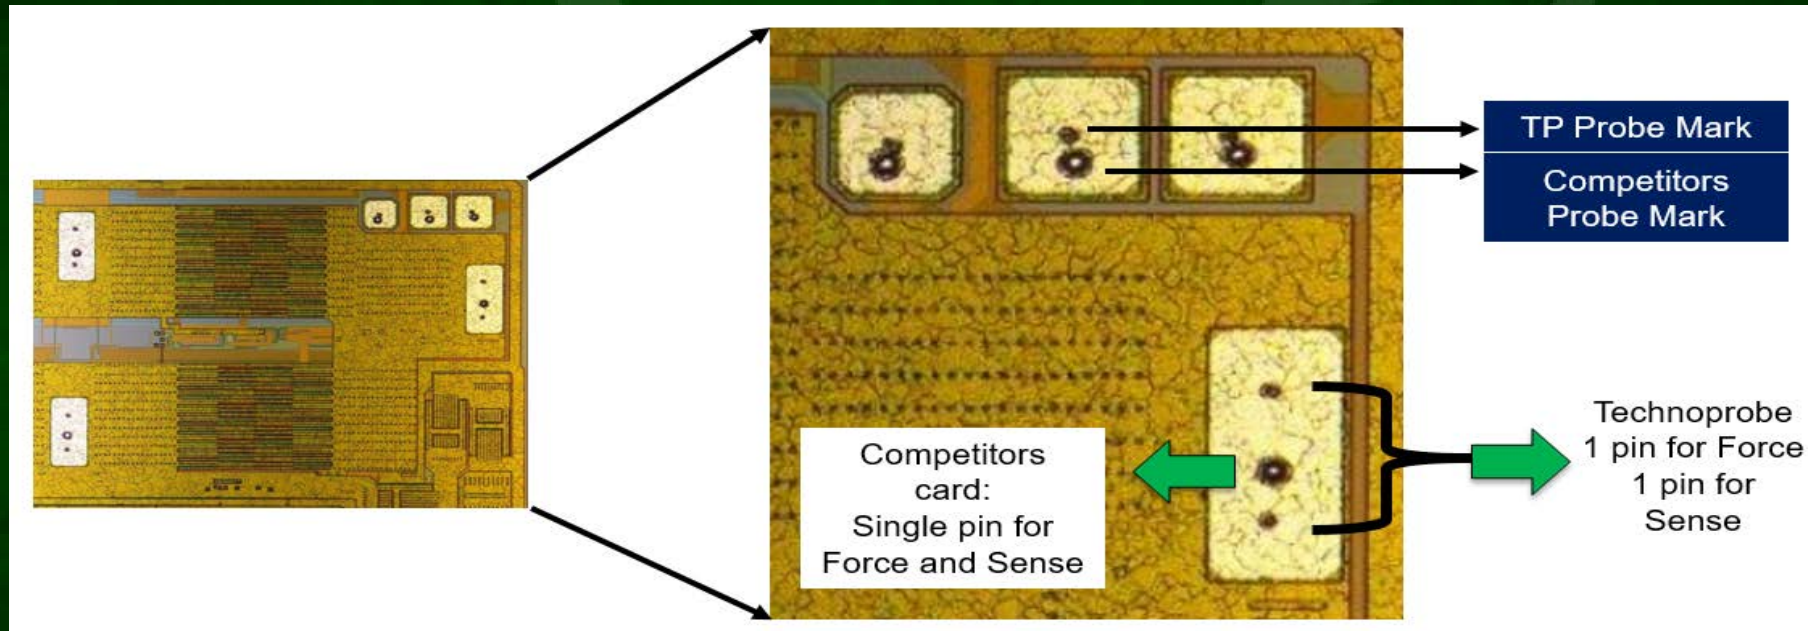 TP Probe Mark
Competitors
Probe Mark
Competitors
card:
Single pin for
Force and Sense
Technoprobe
1 pin for Force
1 pin for
Sense